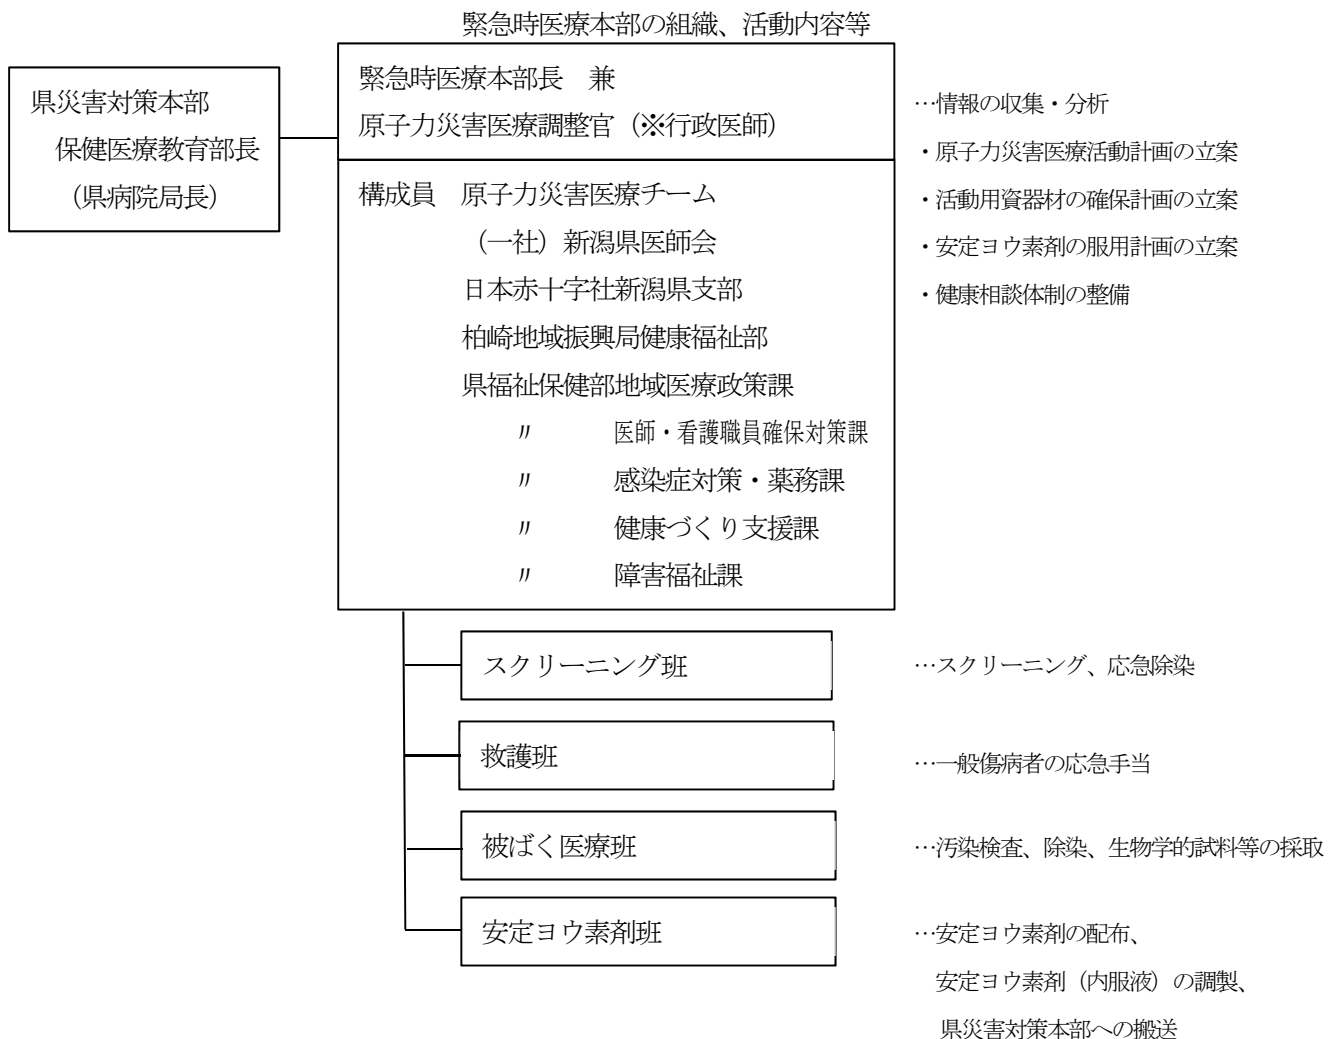 緊急時医療本部の組織、活動内容等
県災害対策本部
保健医療教育部長
（県病院局長）
緊急時医療本部長　兼
原子力災害医療調整官（※行政医師）
…情報の収集・分析
・原子力災害医療活動計画の立案
・活動用資器材の確保計画の立案
・安定ヨウ素剤の服用計画の立案
・健康相談体制の整備
構成員　原子力災害医療チーム
（一社）新潟県医師会
日本赤十字社新潟県支部
柏崎地域振興局健康福祉部
県福祉保健部地域医療政策課
〃　医師・看護職員確保対策課
〃　感染症対策・薬務課
〃　健康づくり支援課
〃　障害福祉課
スクリーニング班
…スクリーニング、応急除染
救護班
…一般傷病者の応急手当
被ばく医療班
…汚染検査、除染、生物学的試料等の採取
安定ヨウ素剤班
…安定ヨウ素剤の配布、
安定ヨウ素剤（内服液）の調製、
県災害対策本部への搬送